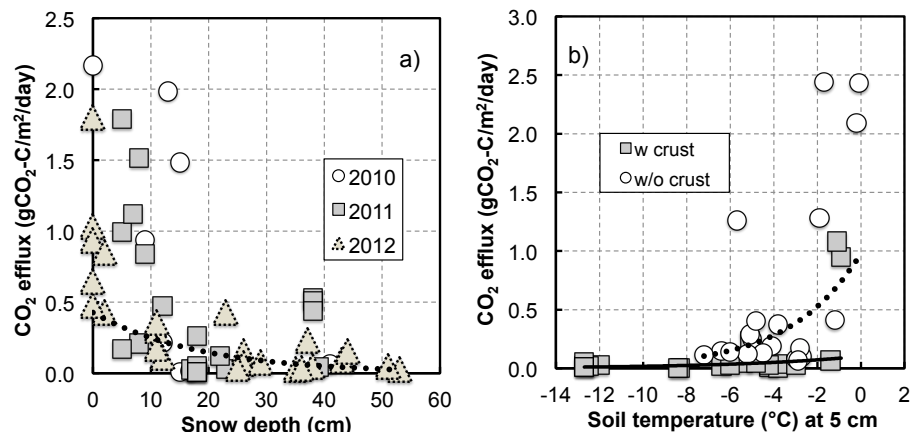 a)
CO₂ efflux (gCO₂-C/m²/day)
2.5
2.0
1.5
1.0
0.5
0.0
2010
2011
2012
0 10 20 30 40 50 60
Snow depth (cm)
b)
CO₂ efflux (gCO₂-C/m²/day)
3.0
2.5
2.0
1.5
1.0
0.5
0.0
w crust
w/o crust
-14 -12 -10 -8 -6 -4 -2 0 2
Soil temperature (°C) at 5 cm